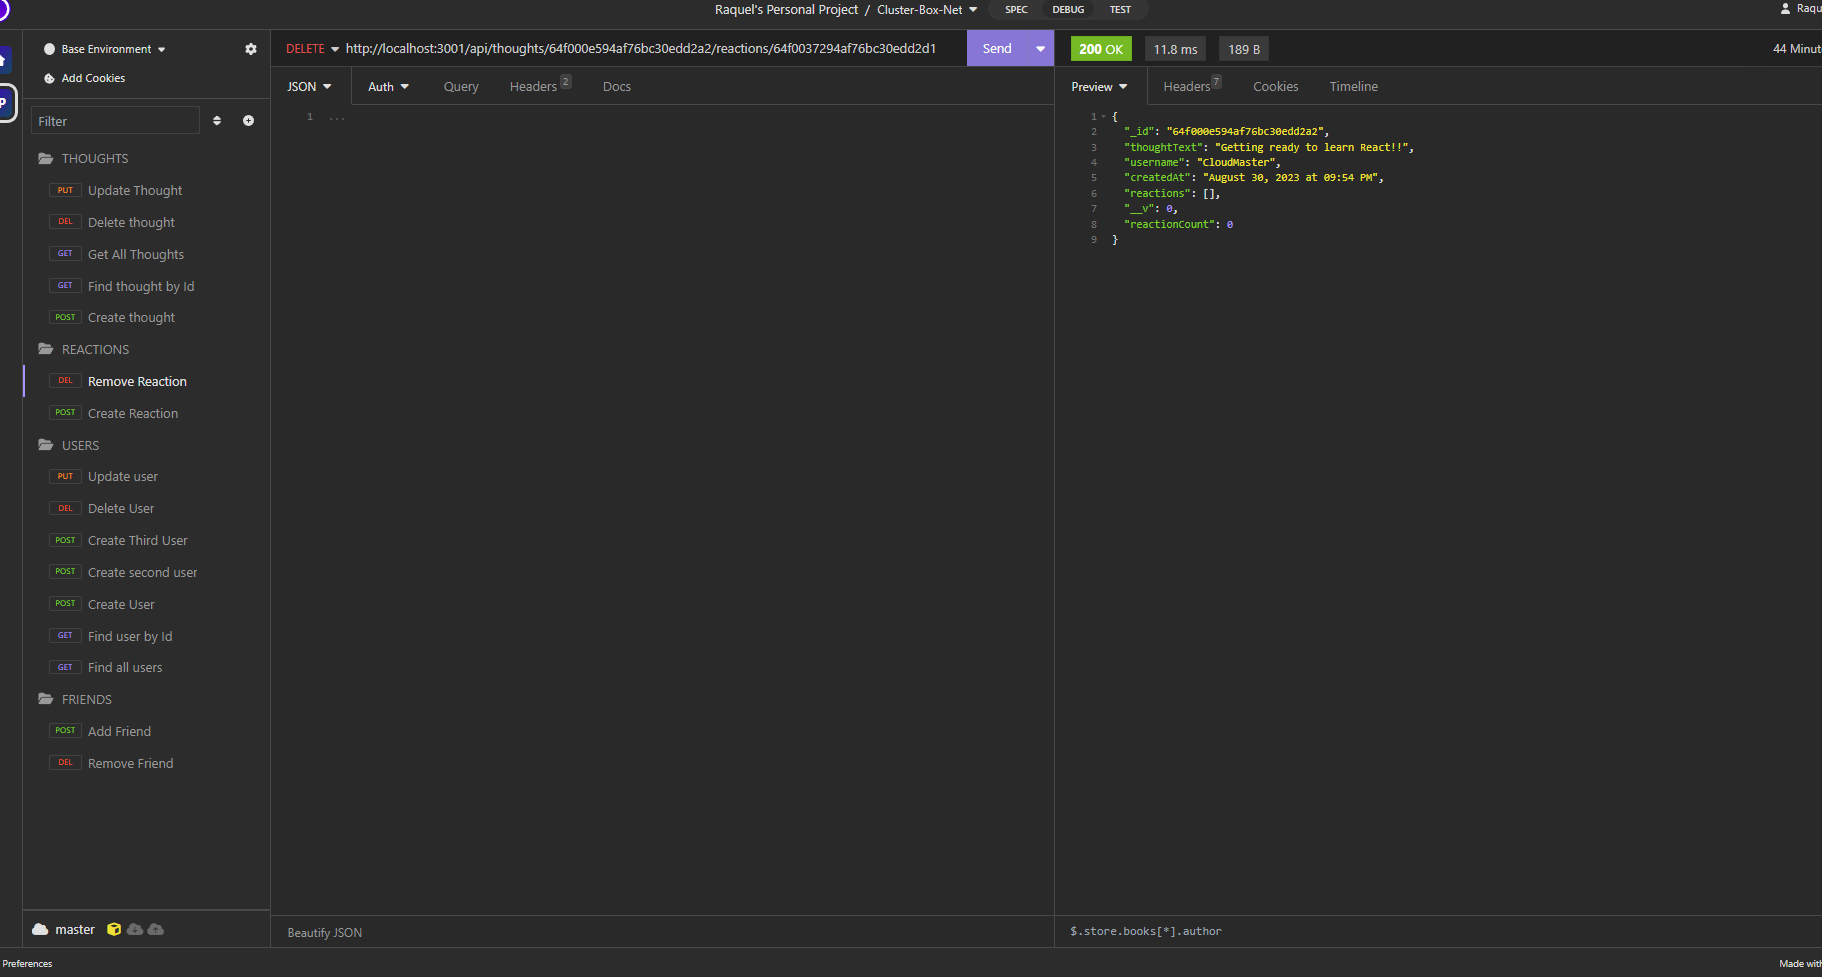 Raquel's Personal Project / Cluster-Box-Net
SPEC DEBUG TEST
Base Environment
Add Cookies
Filter
THOUGHTS
PUT Update Thought
DEL Delete thought
GET Get All Thoughts
GET Find thought by Id
POST Create thought
REACTIONS
DEL Remove Reaction
POST Create Reaction
USERS
PUT Update user
DEL Delete User
POST Create Third User
POST Create second user
POST Create User
GET Find user by Id
GET Find all users
FRIENDS
POST Add Friend
DEL Remove Friend
master
Preferences
DELETE http://localhost:3001/api/thoughts/64f000e594af76bc30edd2a2/reactions/64f0037294af76bc30edd2d1 Send
JSON Auth Query Headers 2 Docs
1 ...
Beautify JSON
200 OK 11.8 ms 189 B
Preview Headers 7 Cookies Timeline
1 {
2 "_id": "64f000e594af76bc30edd2a2",
3 "thoughtText": "Getting ready to learn React!!",
4 "username": "CloudMaster",
5 "createdAt": "August 30, 2023 at 09:54 PM",
6 "reactions": [],
7 "__v": 0,
8 "reactionCount": 0
9 }
$.store.books[*].author